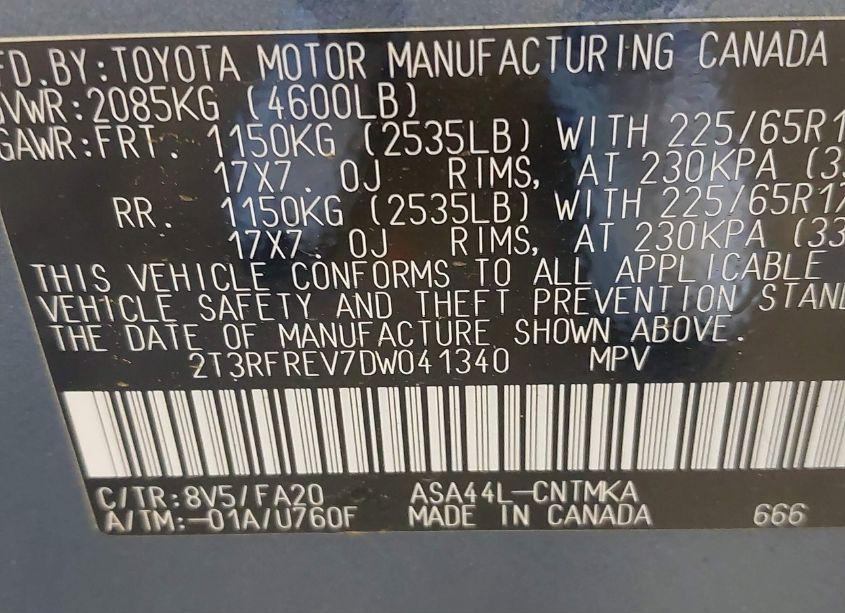 FD.BY:TOYOTA MOTOR MANUFACTURING CANADA
GVWR:2085KG (4600LB)
GAWR:FRT. 1150KG (2535LB) WITH 225/65R1
17X7.0J RIMS, AT 230KPA (33
RR. 1150KG (2535LB) WITH 225/65R17
17X7.0J RIMS, AT 230KPA (33
THIS VEHICLE CONFORMS TO ALL APPLICABLE
VEHICLE SAFETY AND THEFT PREVENTION STAND
THE DATE OF MANUFACTURE SHOWN ABOVE.
2T3RFREV7DW041340 MPV
C/TR:8V5/FA20 ASA44L-CNTMKA
A/TM:-01A/U760F MADE IN CANADA 666